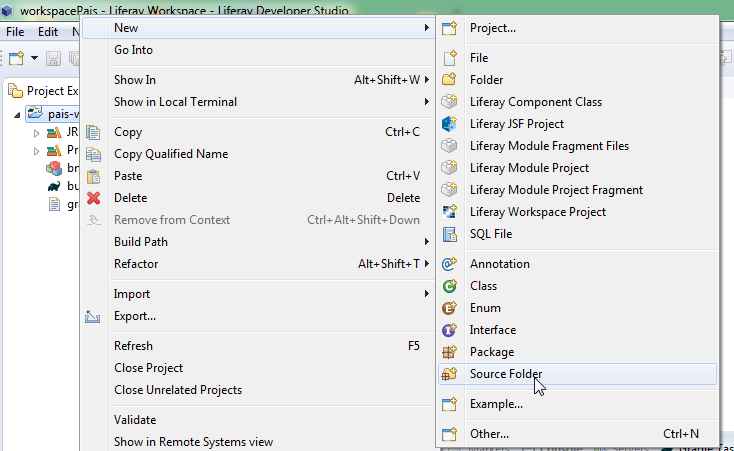 workspacePais - Liferay Workspace - Liferay Developer Studio
File Edit
Project Ex
pais-w
JR
Pr
bn
bu
gr
New
Go Into
Show In Alt+Shift+W
Show in Local Terminal
Copy Ctrl+C
Copy Qualified Name
Paste Ctrl+V
Delete Delete
Remove from Context Ctrl+Alt+Shift+Down
Build Path
Refactor Alt+Shift+T
Import
Export...
Refresh F5
Close Project
Close Unrelated Projects
Validate
Show in Remote Systems view
Project...
File
Folder
Liferay Component Class
Liferay JSF Project
Liferay Module Fragment Files
Liferay Module Project
Liferay Module Project Fragment
Liferay Workspace Project
SQL File
Annotation
Class
Enum
Interface
Package
Source Folder
Example...
Other... Ctrl+N